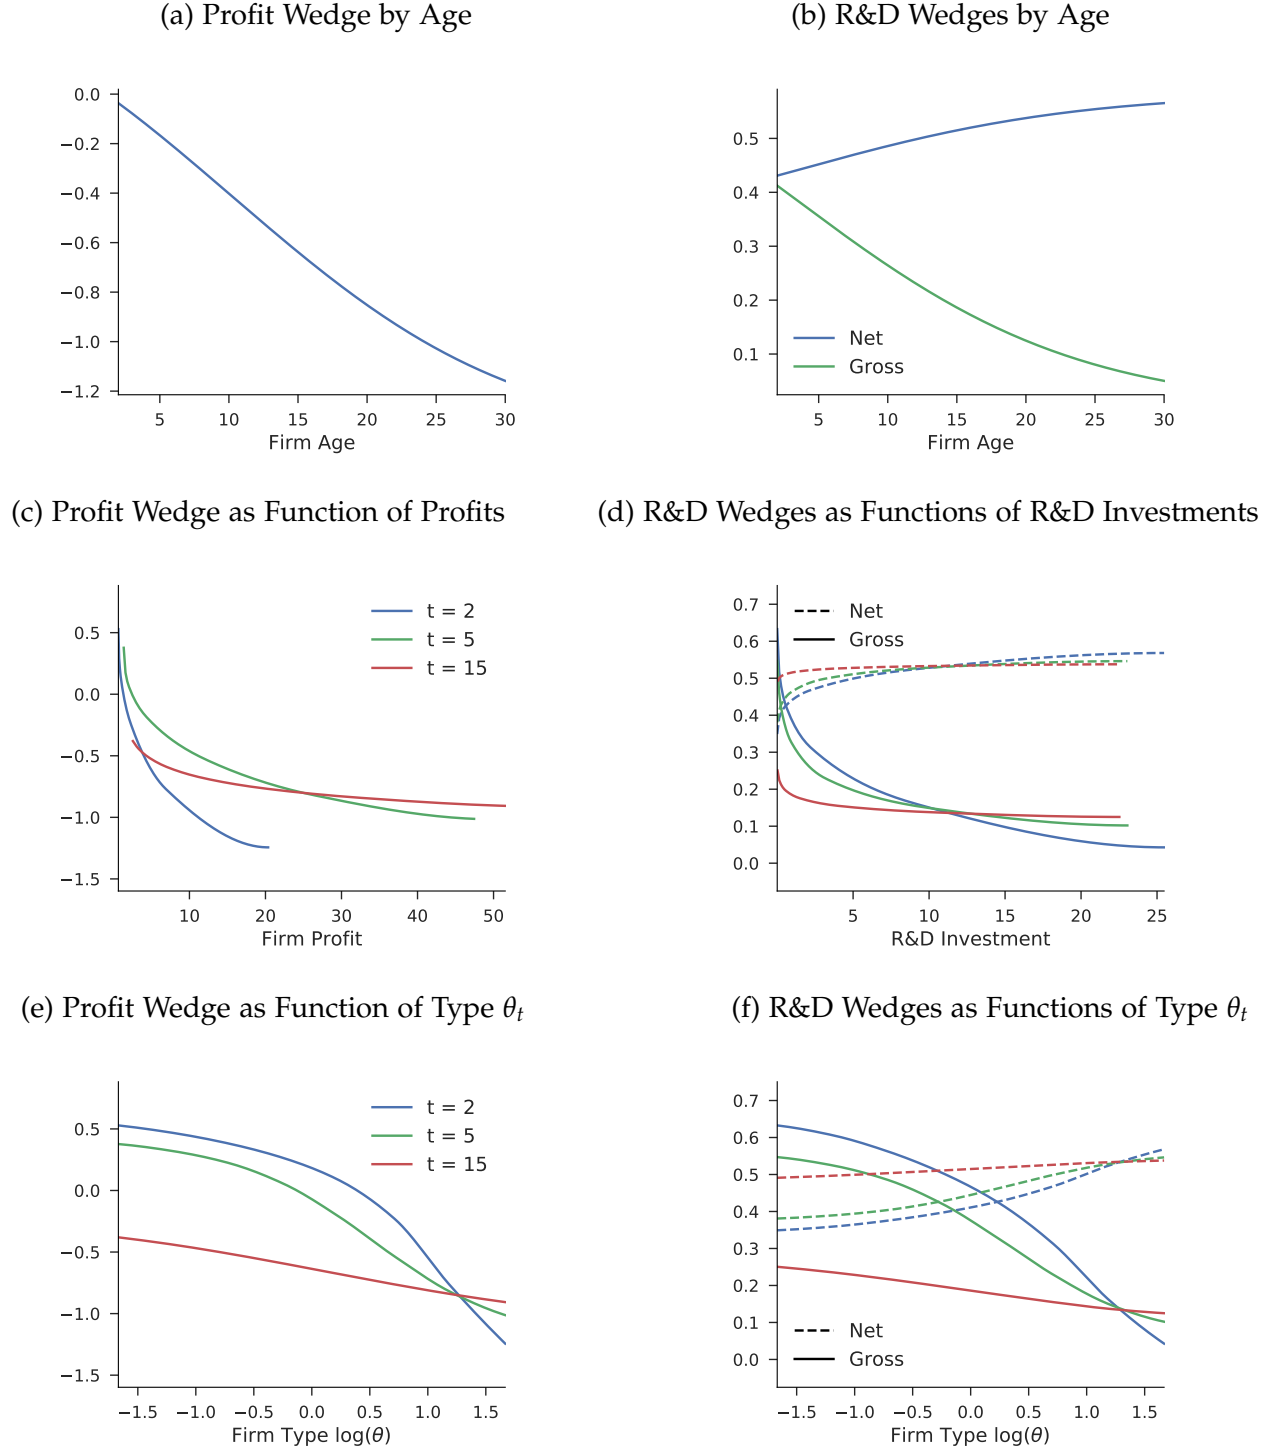 (a) Profit Wedge by Age
(b) R&D Wedges by Age
0.0
−0.2
−0.4
−0.6
−0.8
−1.0
−1.2
5 10 15 20 25 30
Firm Age
0.5
0.4
0.3
0.2
0.1
Net
Gross
5 10 15 20 25 30
Firm Age
(c) Profit Wedge as Function of Profits
(d) R&D Wedges as Functions of R&D Investments
0.5
0.0
−0.5
−1.0
−1.5
t = 2
t = 5
t = 15
10 20 30 40 50
Firm Profit
0.7
0.6
0.5
0.4
0.3
0.2
0.1
0.0
Net
Gross
5 10 15 20 25
R&D Investment
(e) Profit Wedge as Function of Type θt
(f) R&D Wedges as Functions of Type θt
0.5
0.0
−0.5
−1.0
−1.5
t = 2
t = 5
t = 15
−1.5 −1.0 −0.5 0.0 0.5 1.0 1.5
Firm Type log(θ)
0.7
0.6
0.5
0.4
0.3
0.2
0.1
0.0
Net
Gross
−1.5 −1.0 −0.5 0.0 0.5 1.0 1.5
Firm Type log(θ)